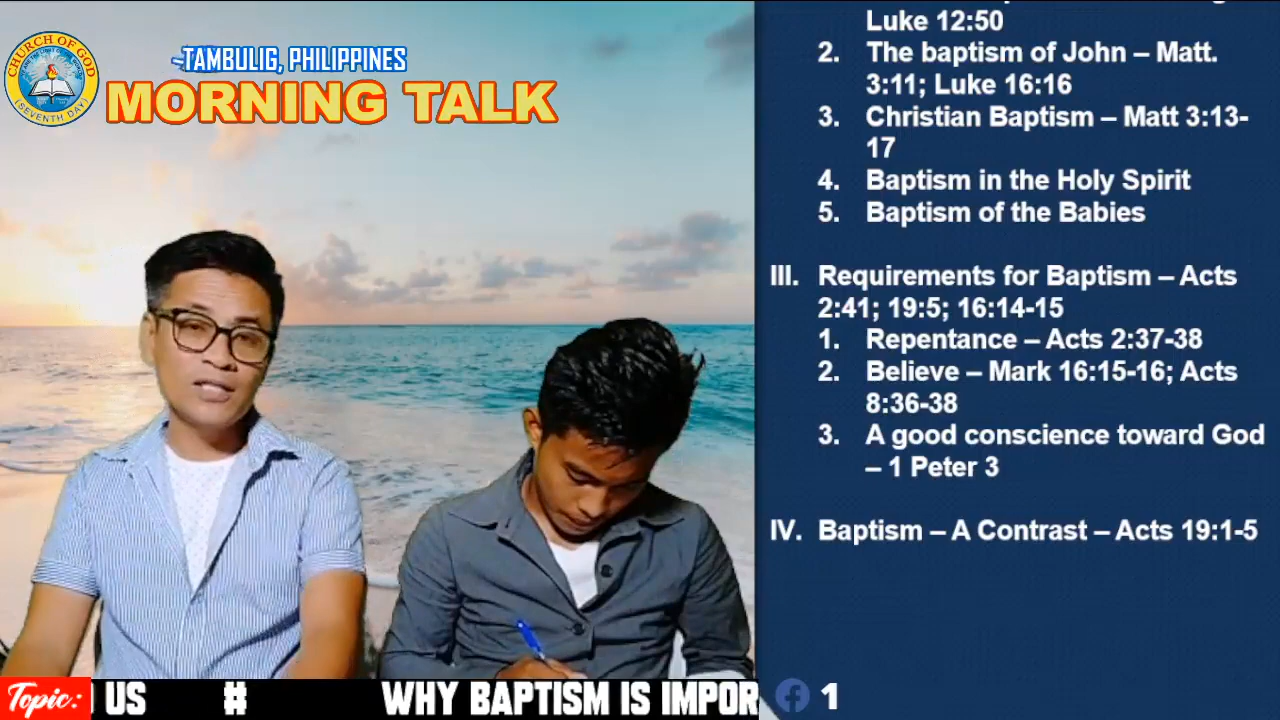 CHURCH OF GOD
(SEVENTH DAY)
-TAMBULIG, PHILIPPINES
MORNING TALK
Luke 12:50
2. The baptism of John – Matt.
3:11; Luke 16:16
3. Christian Baptism – Matt 3:13-
17
4. Baptism in the Holy Spirit
5. Baptism of the Babies
III. Requirements for Baptism – Acts
2:41; 19:5; 16:14-15
1. Repentance – Acts 2:37-38
2. Believe – Mark 16:15-16; Acts
8:36-38
3. A good conscience toward God
– 1 Peter 3
IV. Baptism – A Contrast – Acts 19:1-5
Topic: US # WHY BAPTISM IS IMPOR 1